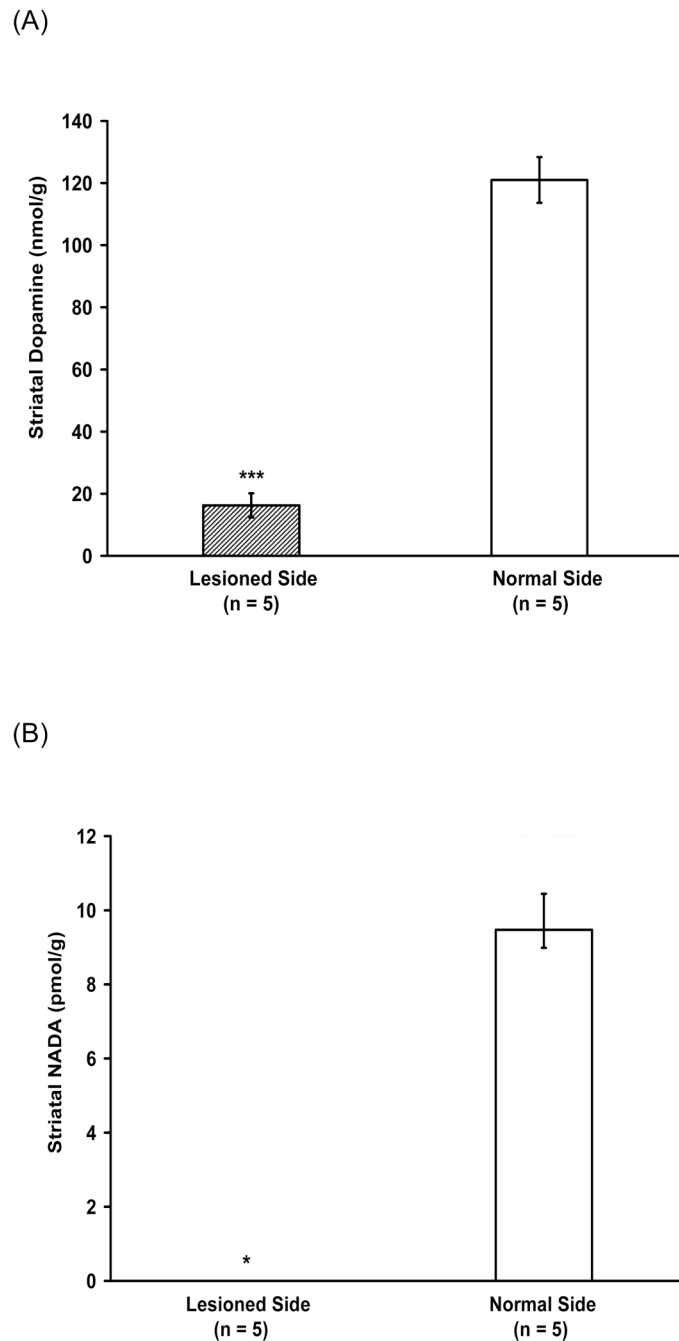 (A)
140
120
100
80
60
40
20
0
Striatal Dopamine (nmol/g)
***
Lesioned Side
(n = 5)
Normal Side
(n = 5)
(B)
12
10
8
6
4
2
0
Striatal NADA (pmol/g)
*
Lesioned Side
(n = 5)
Normal Side
(n = 5)